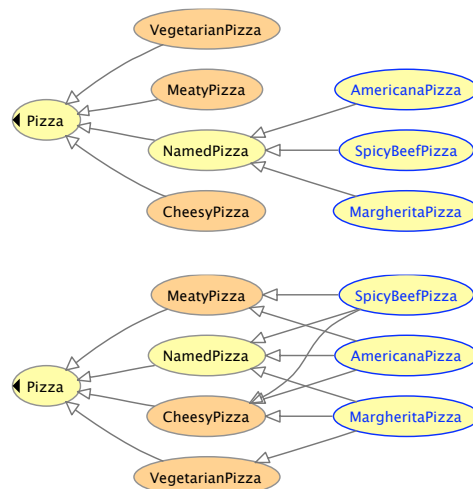 VegetarianPizza
MeatyPizza
AmericanaPizza
Pizza
NamedPizza
SpicyBeefPizza
CheesyPizza
MargheritaPizza
MeatyPizza
SpicyBeefPizza
NamedPizza
AmericanaPizza
Pizza
CheesyPizza
MargheritaPizza
VegetarianPizza